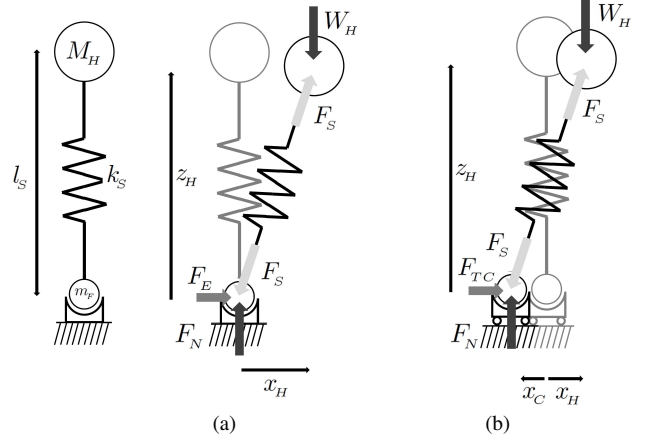 M_H
l_S
k_S
m_F
W_H
F_S
z_H
F_E
F_S
F_N
x_H
(a)
W_H
F_S
z_H
F_S
F_TC
F_N
x_C
x_H
(b)